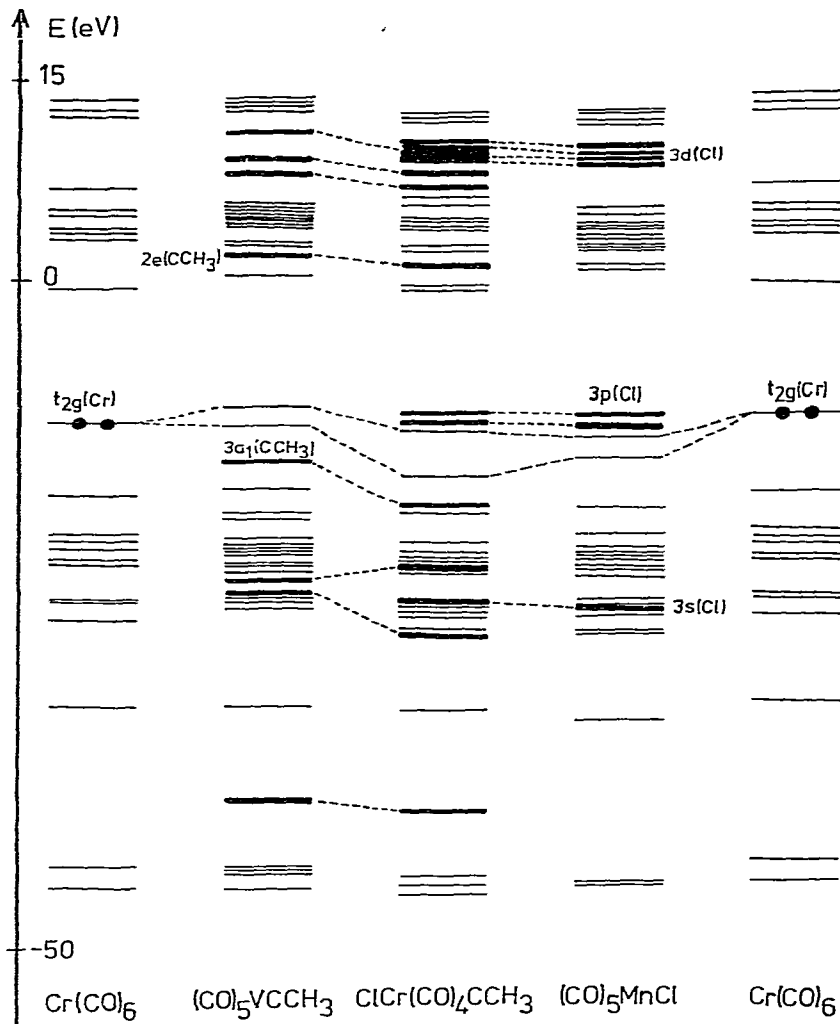 E (eV)
15
3d(Cl)
2e(CCH3)
0
t2g(Cr)
3p(Cl)
t2g(Cr)
3a1(CCH3)
3s(Cl)
-50
Cr(CO)6
(CO)5VCCH3
ClCr(CO)4CCH3
(CO)5MnCl
Cr(CO)6